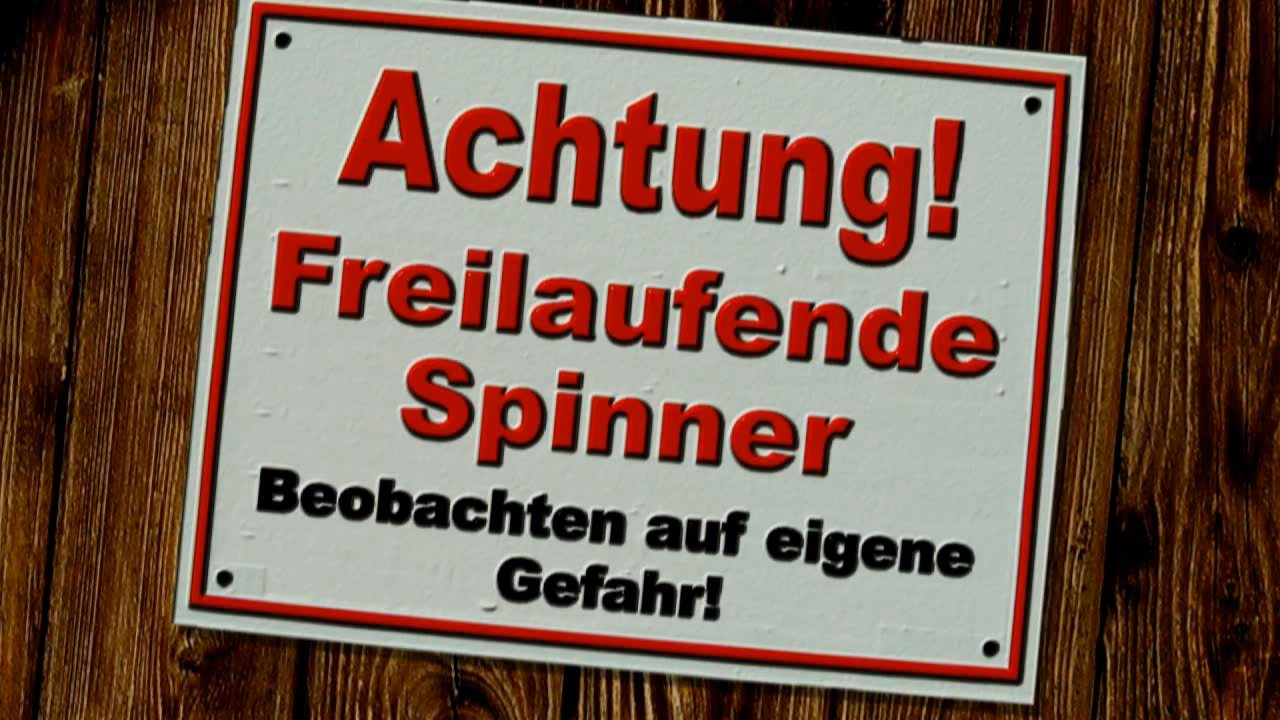 Achtung!
Freilaufende
Spinner
Beobachten auf eigene
Gefahr!